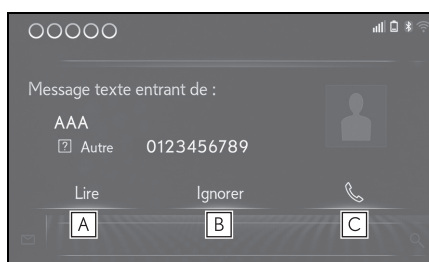 OOOOO
Message texte entrant de :
AAA
? Autre 0123456789
Lire Ignorer
A B C